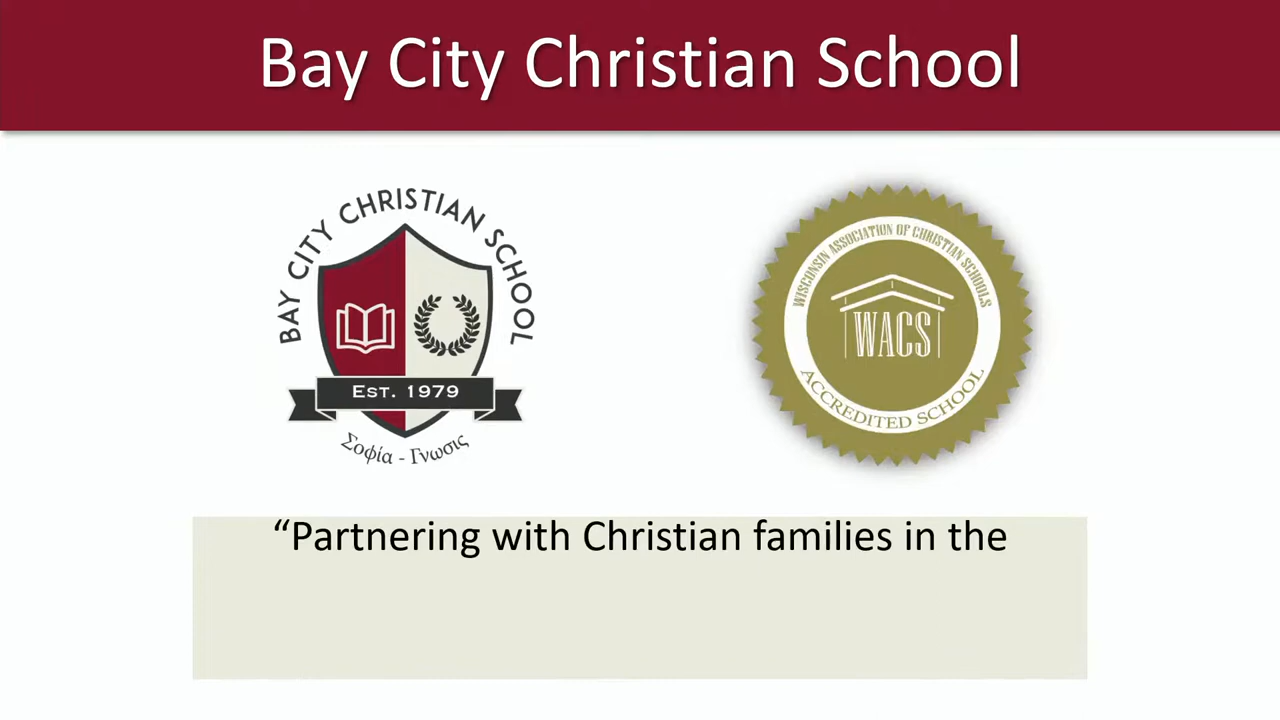 Bay City Christian School
BAY CITY CHRISTIAN SCHOOL
EST. 1979
Σοφία - Γνωσις
WISCONSIN ASSOCIATION OF CHRISTIAN SCHOOLS
WACS
ACCREDITED SCHOOL
“Partnering with Christian families in the